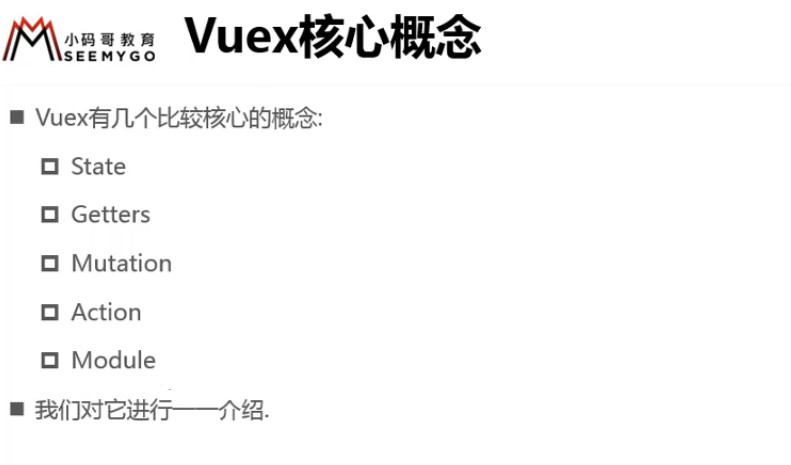 小码哥教育
SEEMYGO
Vuex核心概念
Vuex有几个比较核心的概念:
State
Getters
Mutation
Action
Module
我们对它进行一一介绍.